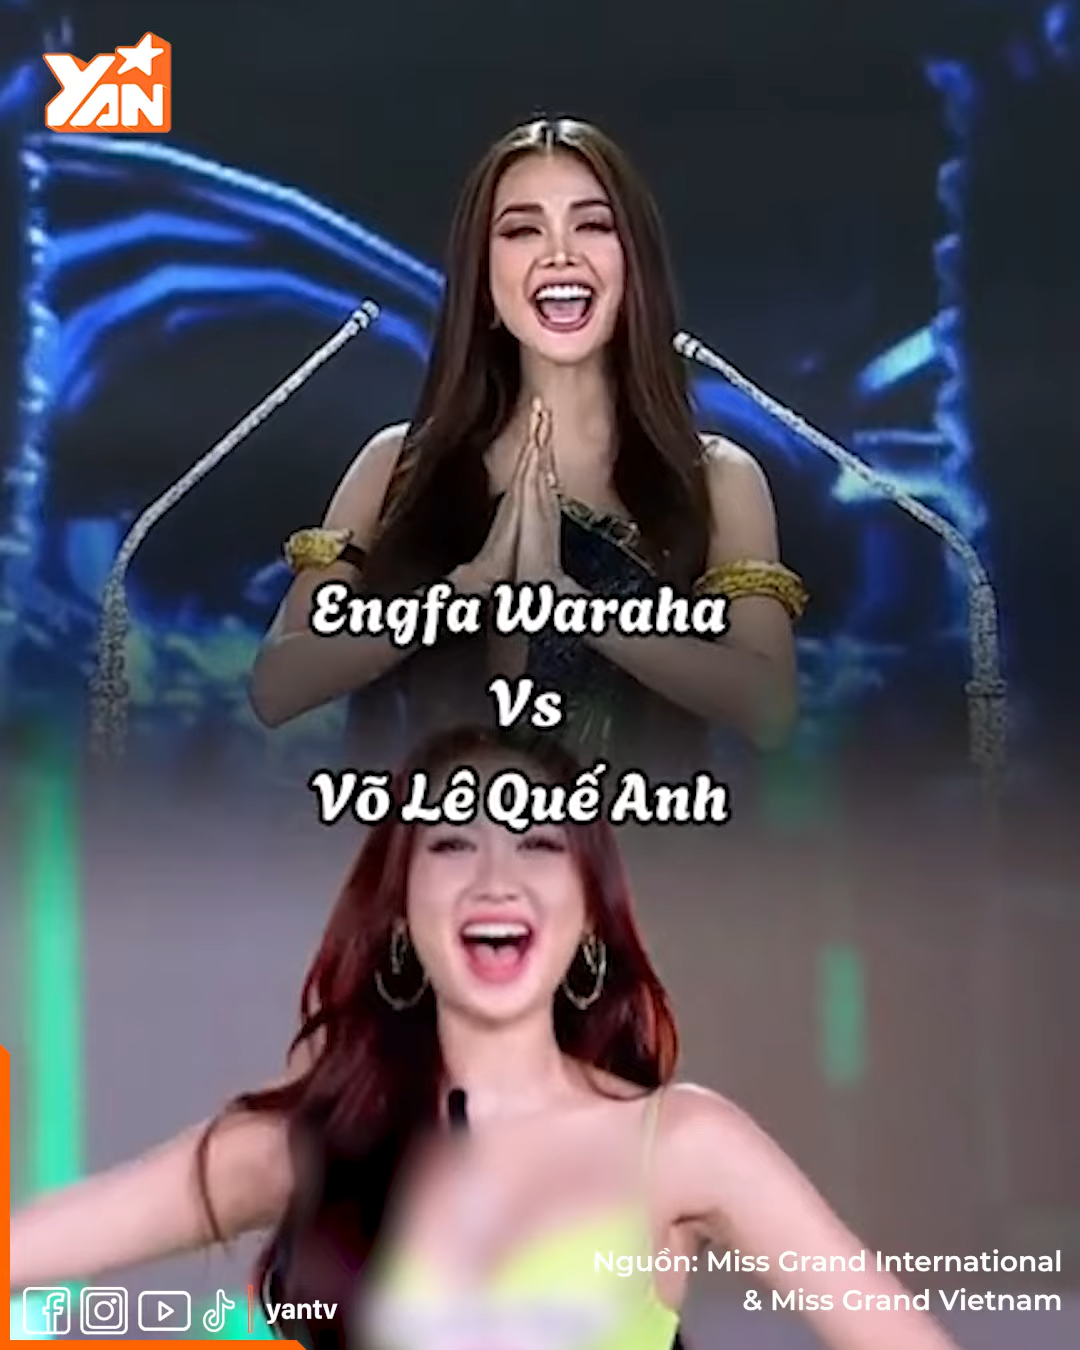 YAN
Engfa Waraha
Vs
Võ Lê Quế Anh
Nguồn: Miss Grand International
& Miss Grand Vietnam
yantv